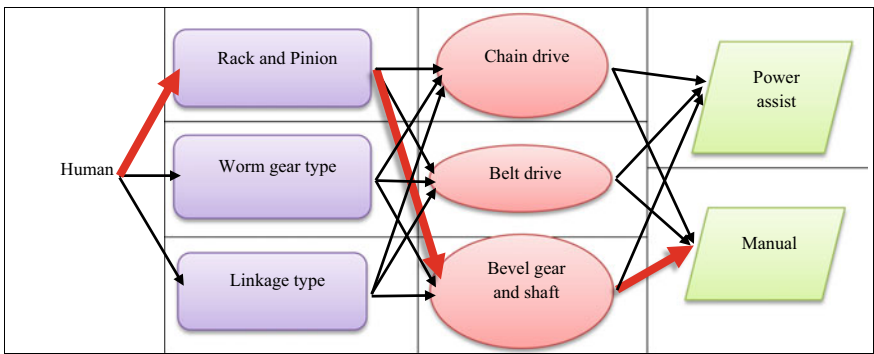 Human
Rack and Pinion
Worm gear type
Linkage type
Chain drive
Belt drive
Bevel gear
and shaft
Power
assist
Manual